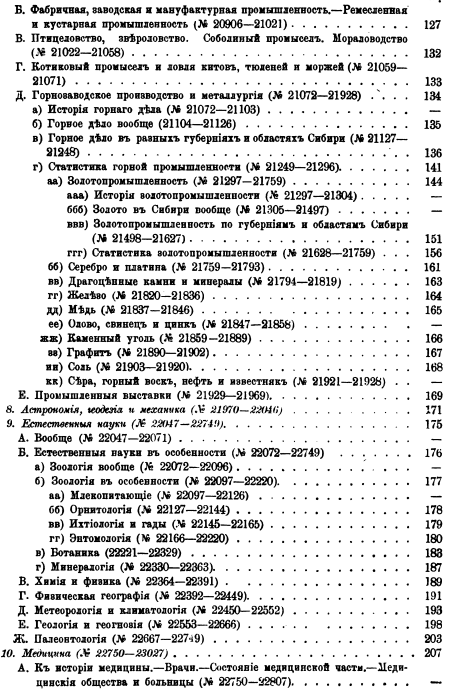 Б. Фабричная, заводская и мануфактурная промышленность.—Ремесленная
и кустарная промышленность (№ 20906—21021) . . . . . . . . . . 127
В. Птицеловство, звѣроловство. Соболиный промыселъ. Мораловодство
(№ 21022—21058) . . . . . . . . . . 132
Г. Котиковый промыселъ и ловля китовъ, тюленей и моржей (№ 21059—
21071) . . . . . . . . . . 133
Д. Горнозаводское производство и металлургія (№ 21072—21928) . . . . 134
а) Исторія горнаго дѣла (№ 21072—21103) . . . . . . . . . . —
б) Горное дѣло вообще (21104—21126) . . . . . . . . . . 135
в) Горное дѣло въ разныхъ губерніяхъ и областяхъ Сибири (№ 21127—
21248) . . . . . . . . . . 136
г) Статистика горной промышленности (№ 21249—21296) . . . . . . 141
аа) Золотопромышленность (№ 21297—21759) . . . . . . . . 144
ааа) Исторія золотопромышленности (№ 21297—21304) . . . . . —
ббб) Золото въ Сибири вообще (№ 21305—21497) . . . . . . —
ввв) Золотопромышленность по губерніямъ и областямъ Сибири
(№ 21498—21627) . . . . . . . . . . 151
ггг) Статистика золотопромышленности (№ 21628—21759) . . . . 156
бб) Серебро и платина (№ 21759—21793) . . . . . . . . 161
вв) Драгоцѣнные камни и минералы (№ 21794—21819) . . . . . 163
гг) Желѣзо (№ 21820—21836) . . . . . . . . . . 164
дд) Мѣдь (№ 21837—21846) . . . . . . . . . . 165
ее) Олово, свинецъ и цинкъ (№ 21847—21858) . . . . . . . —
жж) Каменный уголь (№ 21859—21889) . . . . . . . . 166
зз) Графитъ (№ 21890—21902) . . . . . . . . . . 167
ии) Соль (№ 21903—21920) . . . . . . . . . . 168
кк) Сѣра, горный воскъ, нефть и известнякъ (№ 21921—21928) . . . —
Е. Промышленныя выставки (№ 21929—21969) . . . . . . . . 169
8. Астрономія, геодезія и механика (№ 21970—22046) . . . . . . . 171
9. Естественныя науки (№ 22047—22749) . . . . . . . . . . 175
А. Вообще (№ 22047—22071) . . . . . . . . . . —
Б. Естественныя науки въ особенности (№ 22072—22749) . . . . . . 176
а) Зоологія вообще (№ 22072—22096) . . . . . . . . . . —
б) Зоологія въ особенности (№ 22097—22220) . . . . . . . . 177
аа) Млекопитающіе (№ 22097—22126) . . . . . . . . —
бб) Орнитологія (№ 22127—22144) . . . . . . . . 178
вв) Ихтіологія и гады (№ 22145—22165) . . . . . . . . 179
гг) Энтомологія (№ 22166—22220) . . . . . . . . 180
в) Ботаника (22221—22329) . . . . . . . . . . 183
г) Минералогія (№ 22330—22363) . . . . . . . . . . 187
В. Химія и физика (№ 22364—22391) . . . . . . . . . . 189
Г. Физическая географія (№ 22392—22449) . . . . . . . . 191
Д. Метеорологія и климатологія (№ 22450—22552) . . . . . . . 193
Е. Геологія и геогнозія (№ 22553—22666) . . . . . . . . 198
Ж. Палеонтологія (№ 22667—22749) . . . . . . . . . . 203
10. Медицина (№ 22750—23027) . . . . . . . . . . 207
А. Къ исторіи медицины.—Врачи.—Состояніе медицинской части.—Меди-
цинскія общества и больницы (№ 22750—22807) . . . . . . . —